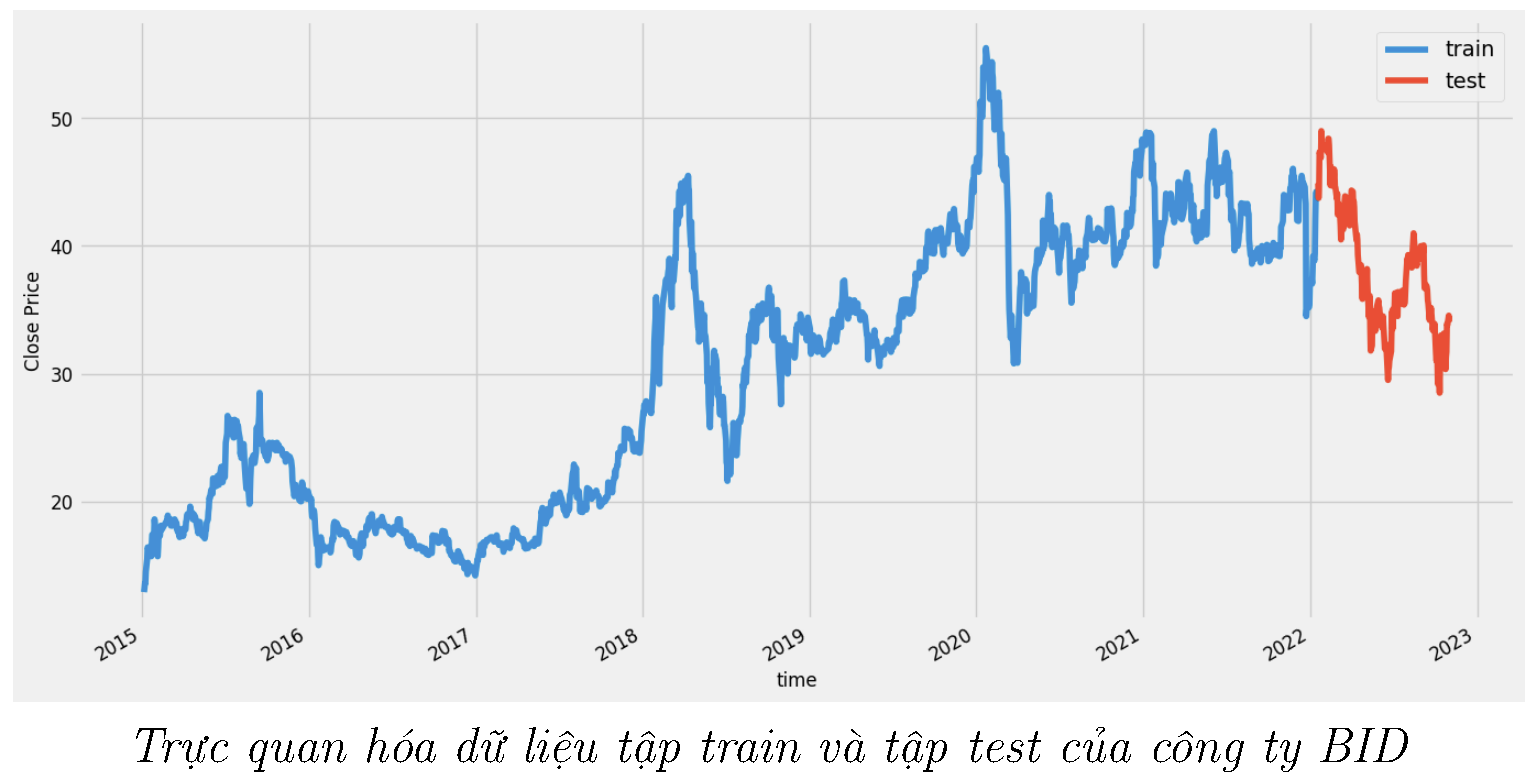 train
test
50
40
30
20
Close Price
2015
2016
2017
2018
2019
2020
2021
2022
2023
time
Trực quan hóa dữ liệu tập train và tập test của công ty BID